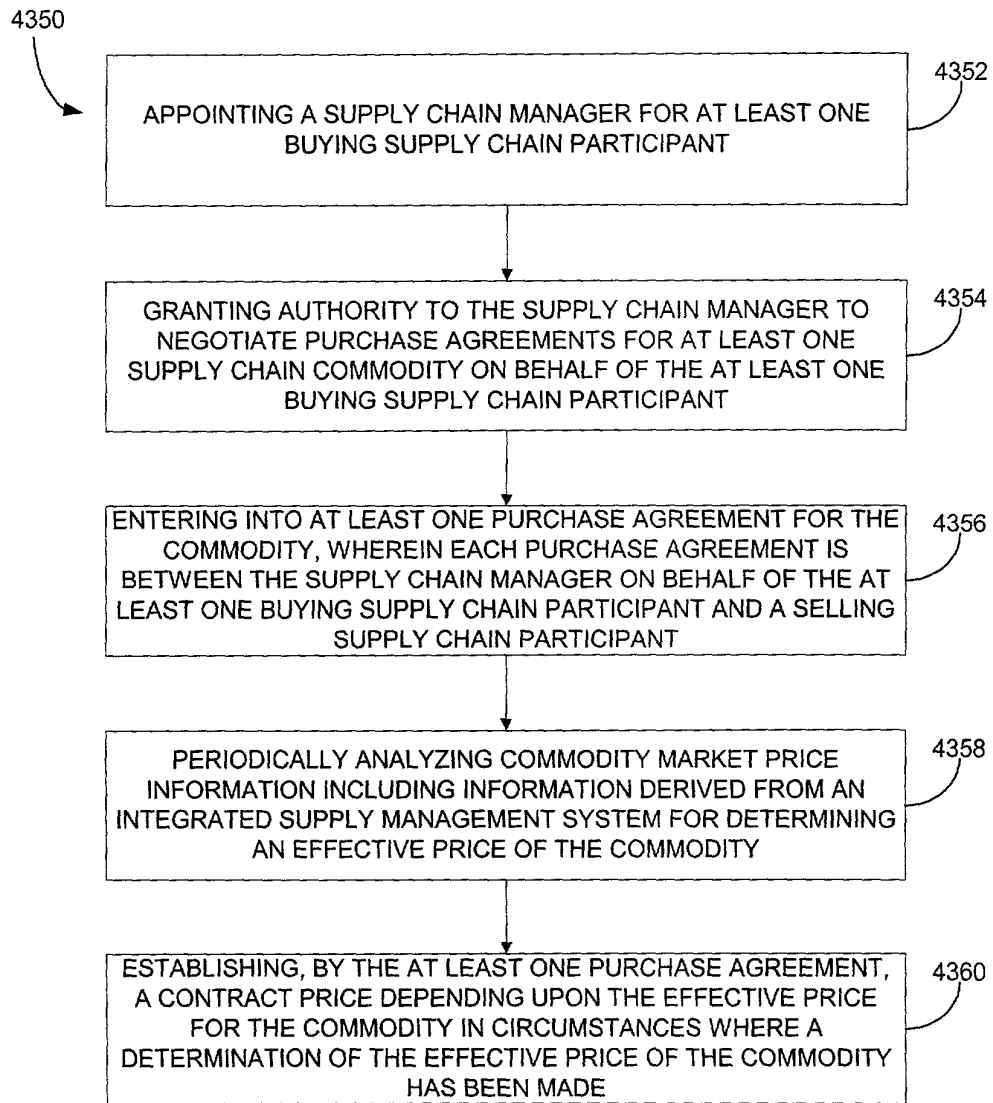 4350
4352
APPOINTING A SUPPLY CHAIN MANAGER FOR AT LEAST ONE
BUYING SUPPLY CHAIN PARTICIPANT
4354
GRANTING AUTHORITY TO THE SUPPLY CHAIN MANAGER TO
NEGOTIATE PURCHASE AGREEMENTS FOR AT LEAST ONE
SUPPLY CHAIN COMMODITY ON BEHALF OF THE AT LEAST ONE
BUYING SUPPLY CHAIN PARTICIPANT
4356
ENTERING INTO AT LEAST ONE PURCHASE AGREEMENT FOR THE
COMMODITY, WHEREIN EACH PURCHASE AGREEMENT IS
BETWEEN THE SUPPLY CHAIN MANAGER ON BEHALF OF THE AT
LEAST ONE BUYING SUPPLY CHAIN PARTICIPANT AND A SELLING
SUPPLY CHAIN PARTICIPANT
4358
PERIODICALLY ANALYZING COMMODITY MARKET PRICE
INFORMATION INCLUDING INFORMATION DERIVED FROM AN
INTEGRATED SUPPLY MANAGEMENT SYSTEM FOR DETERMINING
AN EFFECTIVE PRICE OF THE COMMODITY
4360
ESTABLISHING, BY THE AT LEAST ONE PURCHASE AGREEMENT,
A CONTRACT PRICE DEPENDING UPON THE EFFECTIVE PRICE
FOR THE COMMODITY IN CIRCUMSTANCES WHERE A
DETERMINATION OF THE EFFECTIVE PRICE OF THE COMMODITY
HAS BEEN MADE